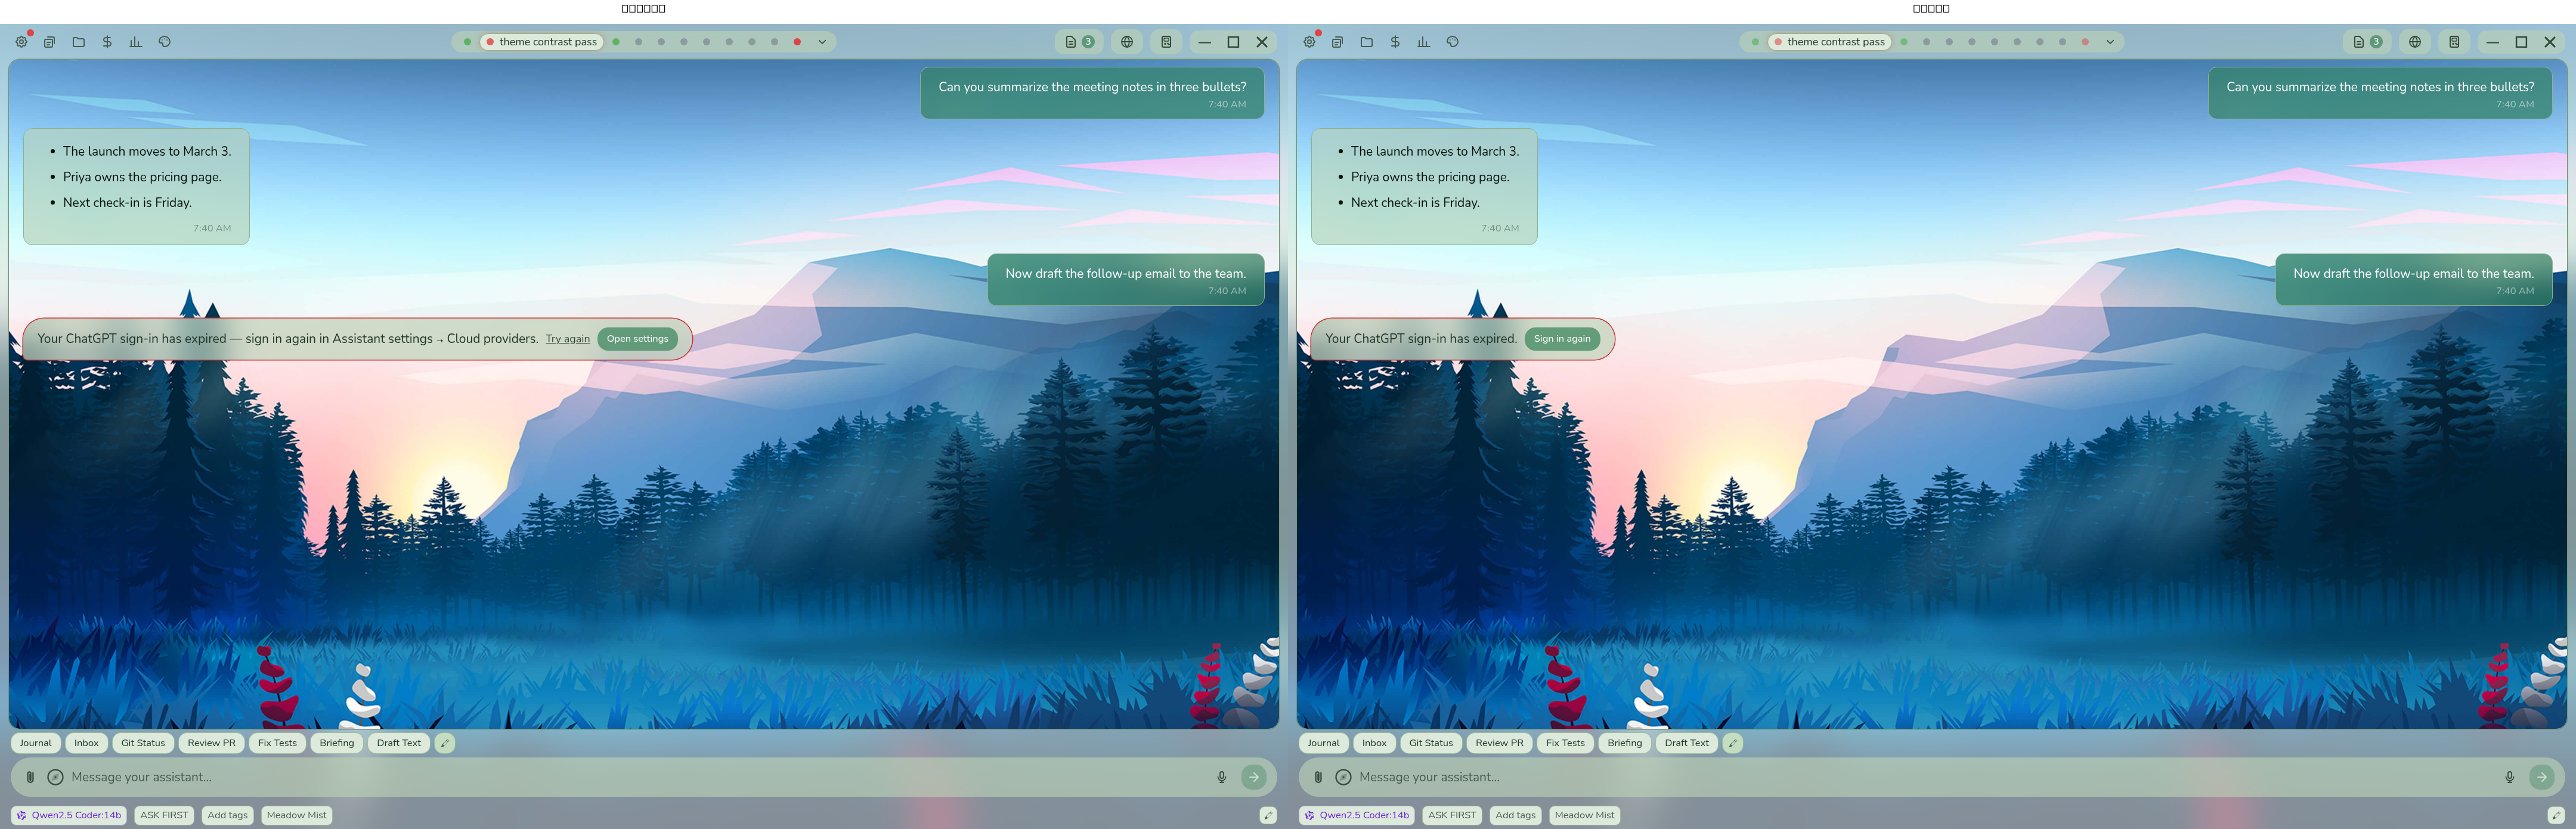 theme contrast pass
3
Can you summarize the meeting notes in three bullets?
7:40 AM
• The launch moves to March 3.
• Priya owns the pricing page.
• Next check-in is Friday.
7:40 AM
Now draft the follow-up email to the team.
7:40 AM
Your ChatGPT sign-in has expired — sign in again in Assistant settings → Cloud providers. Try again Open settings
Journal Inbox Git Status Review PR Fix Tests Briefing Draft Text
Message your assistant...
Qwen2.5 Coder:14b ASK FIRST Add tags Meadow Mist
theme contrast pass
3
Can you summarize the meeting notes in three bullets?
7:40 AM
• The launch moves to March 3.
• Priya owns the pricing page.
• Next check-in is Friday.
7:40 AM
Now draft the follow-up email to the team.
7:40 AM
Your ChatGPT sign-in has expired. Sign in again
Journal Inbox Git Status Review PR Fix Tests Briefing Draft Text
Message your assistant...
Qwen2.5 Coder:14b ASK FIRST Add tags Meadow Mist